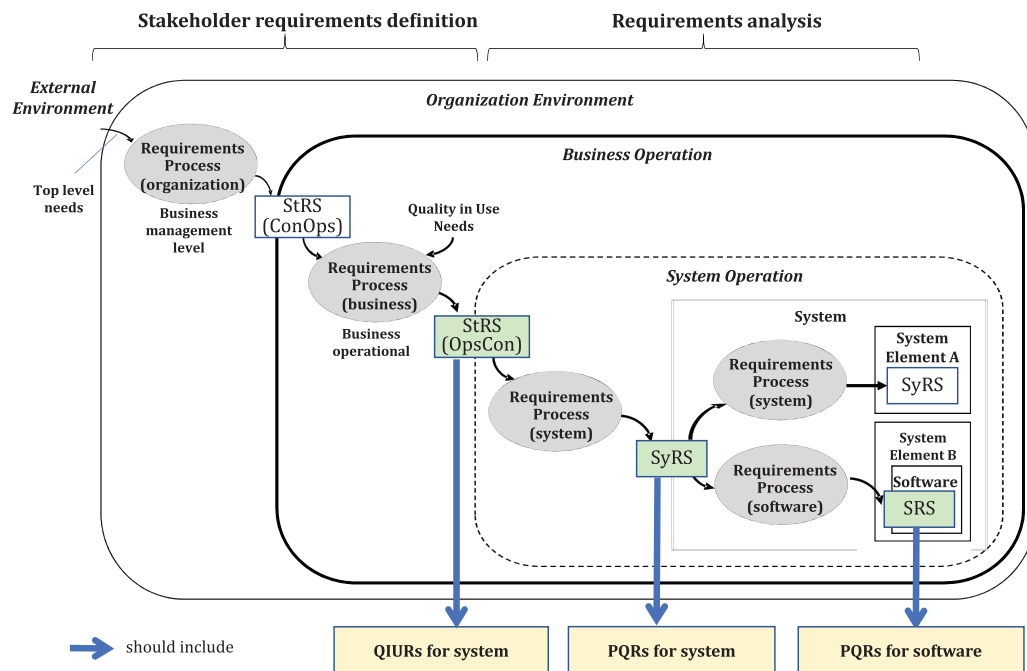 Stakeholder requirements definition
Requirements analysis
External
Environment
Organization Environment
Requirements
Process
(organization)
Business Operation
Top level
needs
Business
management
level
StRS
(ConOps)
Quality in Use
Needs
Requirements
Process
(business)
System Operation
Business
operational
StRS
(OpsCon)
System
System
Element A
SyRS
Requirements
Process
(system)
Requirements
Process
(system)
SyRS
Requirements
Process
(software)
System
Element B
Software
SRS
should include
QIURs for system
PQRs for system
PQRs for software